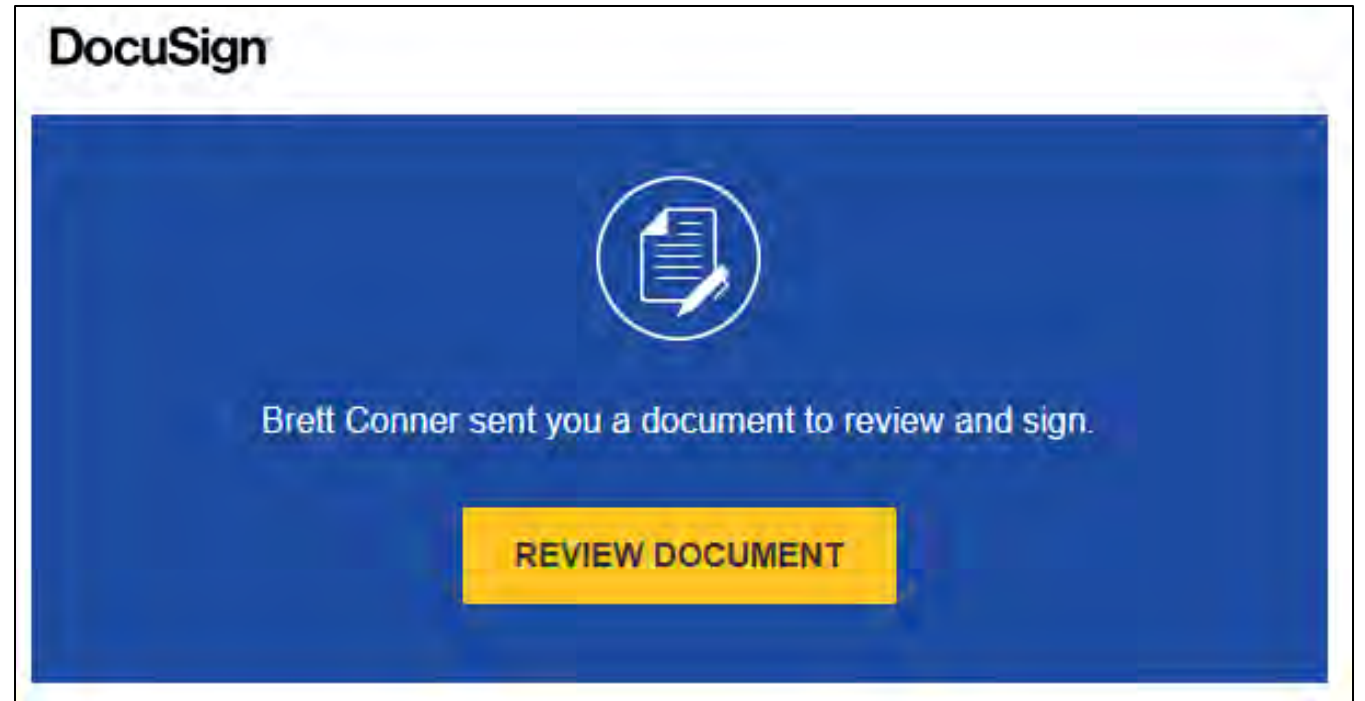 DocuSign
Brett Conner sent you a document to review and sign.
REVIEW DOCUMENT